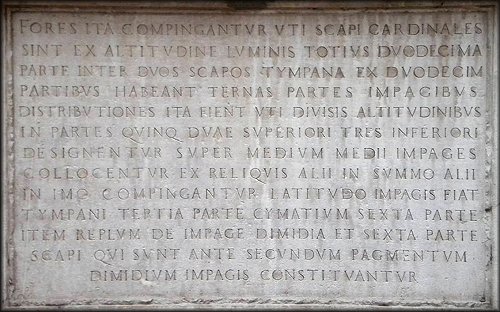 FORES ITA COMPINGANTVR VTI SCAPI CARDINALES
SINT EX ALTITVDINE LVMINIS TOTIVS DVODECIMA
PARTE INTER DVOS SCAPOS TYMPANA EX DVODECIM
PARTIBVS HABEANT TERNAS PARTES IMPAGIBVS
DISTRIBVTIONES ITA FIENT VTI DIVISIS ALTITVDINIBVS
IN PARTES QVINQ DVAE SVPERIORI TRES INFERIORI
DESIGNENTVR SVPER MEDIVM MEDII IMPAGES
COLLOCENTVR EX RELIQVIS ALII IN SVMMO ALII
IN IMO COMPINGANTVR LATITVDO IMPAGIS FIAT
TYMPANI TERTIA PARTE CYMATIVM SEXTA PARTE
ITEM REPLVM DE IMPAGE DIMIDIA ET SEXTA PARTE
SCAPI QVI SVNT ANTE SECVNDVM PAGMENTVM
DIMIDIVM IMPAGIS CONSTITVANTVR